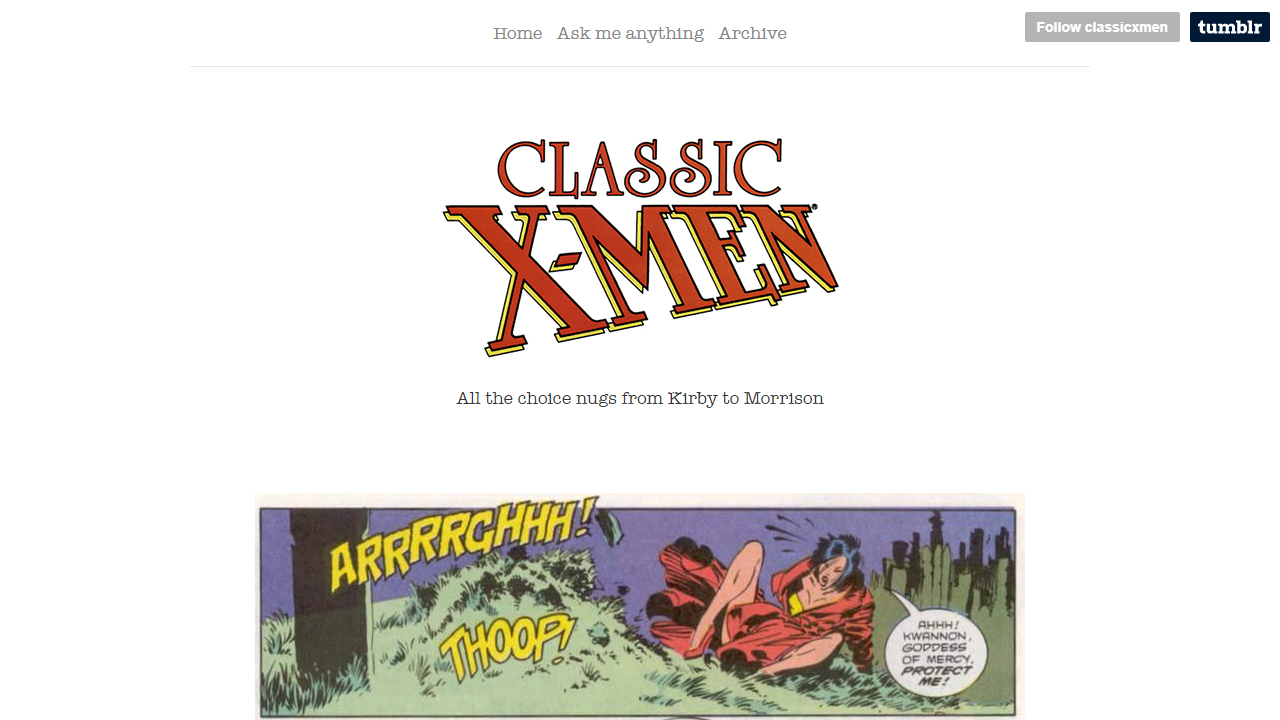 Home Ask me anything Archive
Follow classicxmen
tumblr
CLASSIC
X-MEN
All the choice nugs from Kirby to Morrison
ARRRRGHHH!
THOOP!
AHHH!
KWANNON,
GODDESS
OF MERCY,
PROTECT
ME!